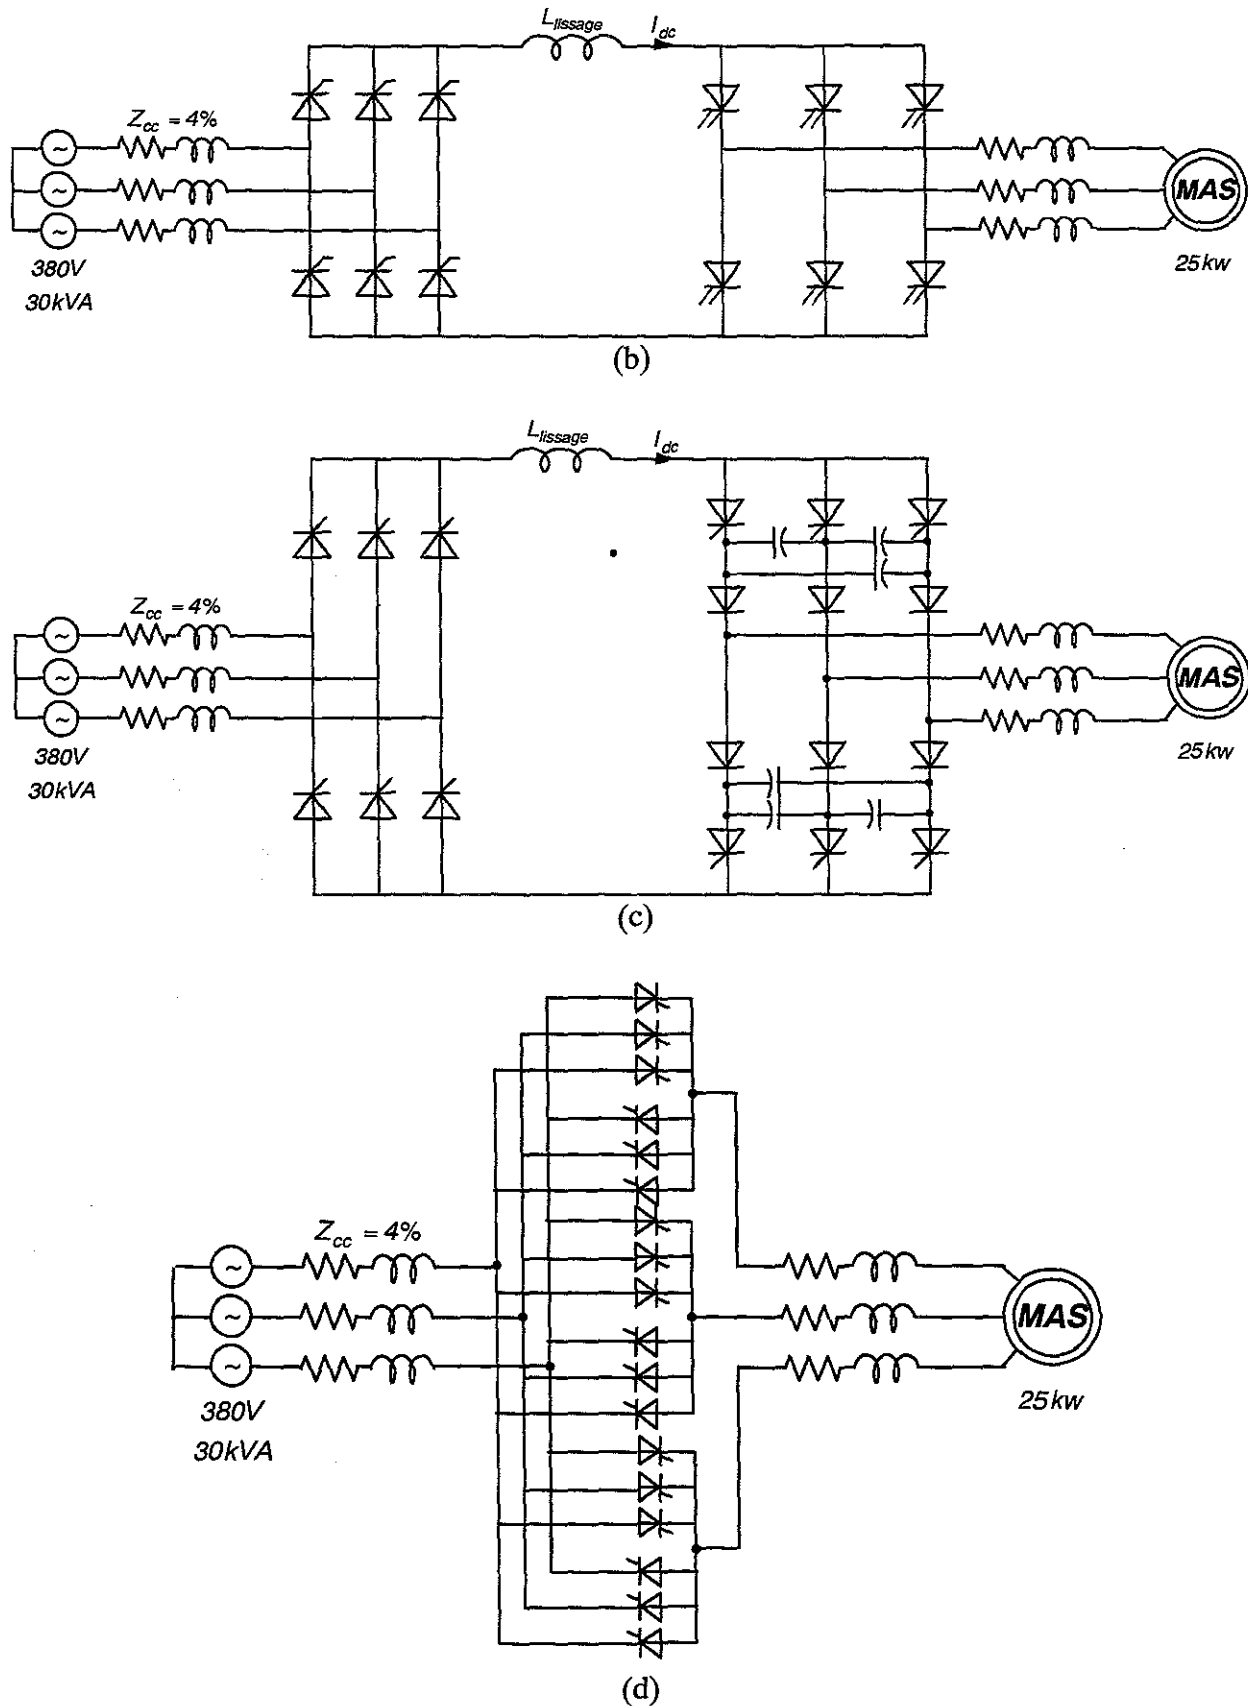 L_lissage I_dc
Z_cc = 4%
~
~
~
380V
30kVA
MAS
25kw
(b)
L_lissage I_dc
Z_cc = 4%
~
~
~
380V
30kVA
MAS
25kw
(c)
Z_cc = 4%
~
~
~
380V
30kVA
MAS
25kw
(d)